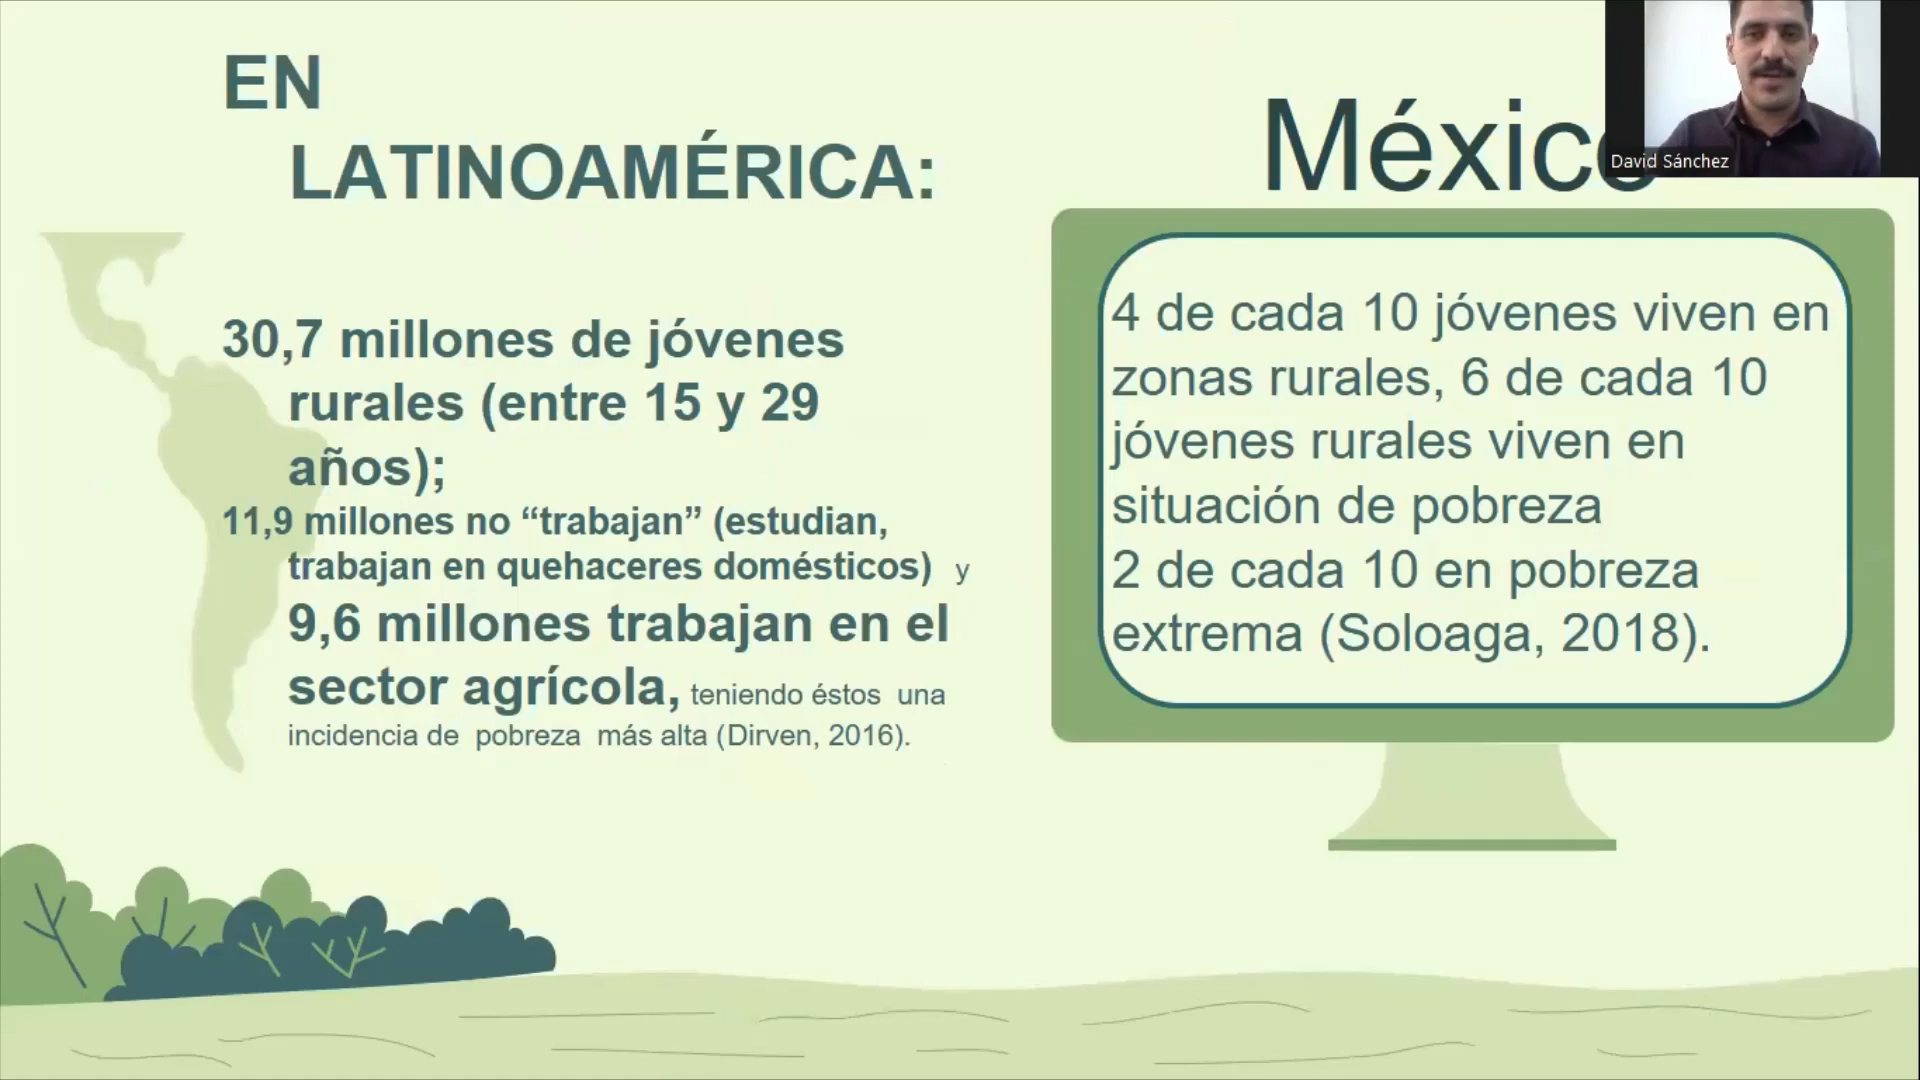 EN
LATINOAMÉRICA:
30,7 millones de jóvenes
rurales (entre 15 y 29
años);
11,9 millones no “trabajan” (estudian,
trabajan en quehaceres domésticos) y
9,6 millones trabajan en el
sector agrícola, teniendo éstos una
incidencia de pobreza más alta (Dirven, 2016).
México
David Sánchez
4 de cada 10 jóvenes viven en
zonas rurales, 6 de cada 10
jóvenes rurales viven en
situación de pobreza
2 de cada 10 en pobreza
extrema (Soloaga, 2018).